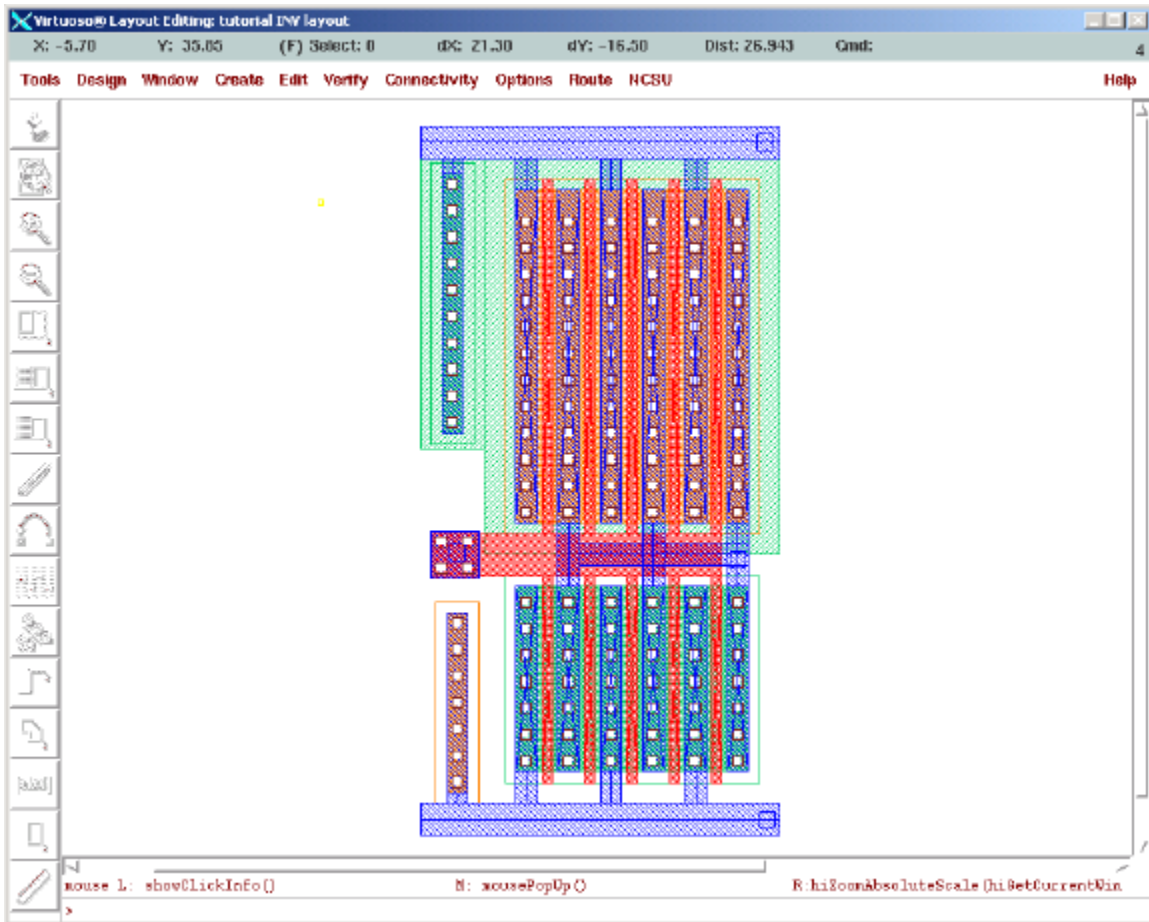 Virtuoso® Layout Editing: tutorial INV layout
X: -5.70 Y: 35.85 (F) Select: 0 dX: 21.30 dY: -16.50 Dist: 26.943 Cmd: 4
Tools Design Window Create Edit Verify Connectivity Options Route NCSU Help
mouse L: showClickInfo() M: mousePopUp() R:hiZoomAbsoluteScale(hiGetCurrentWin
>